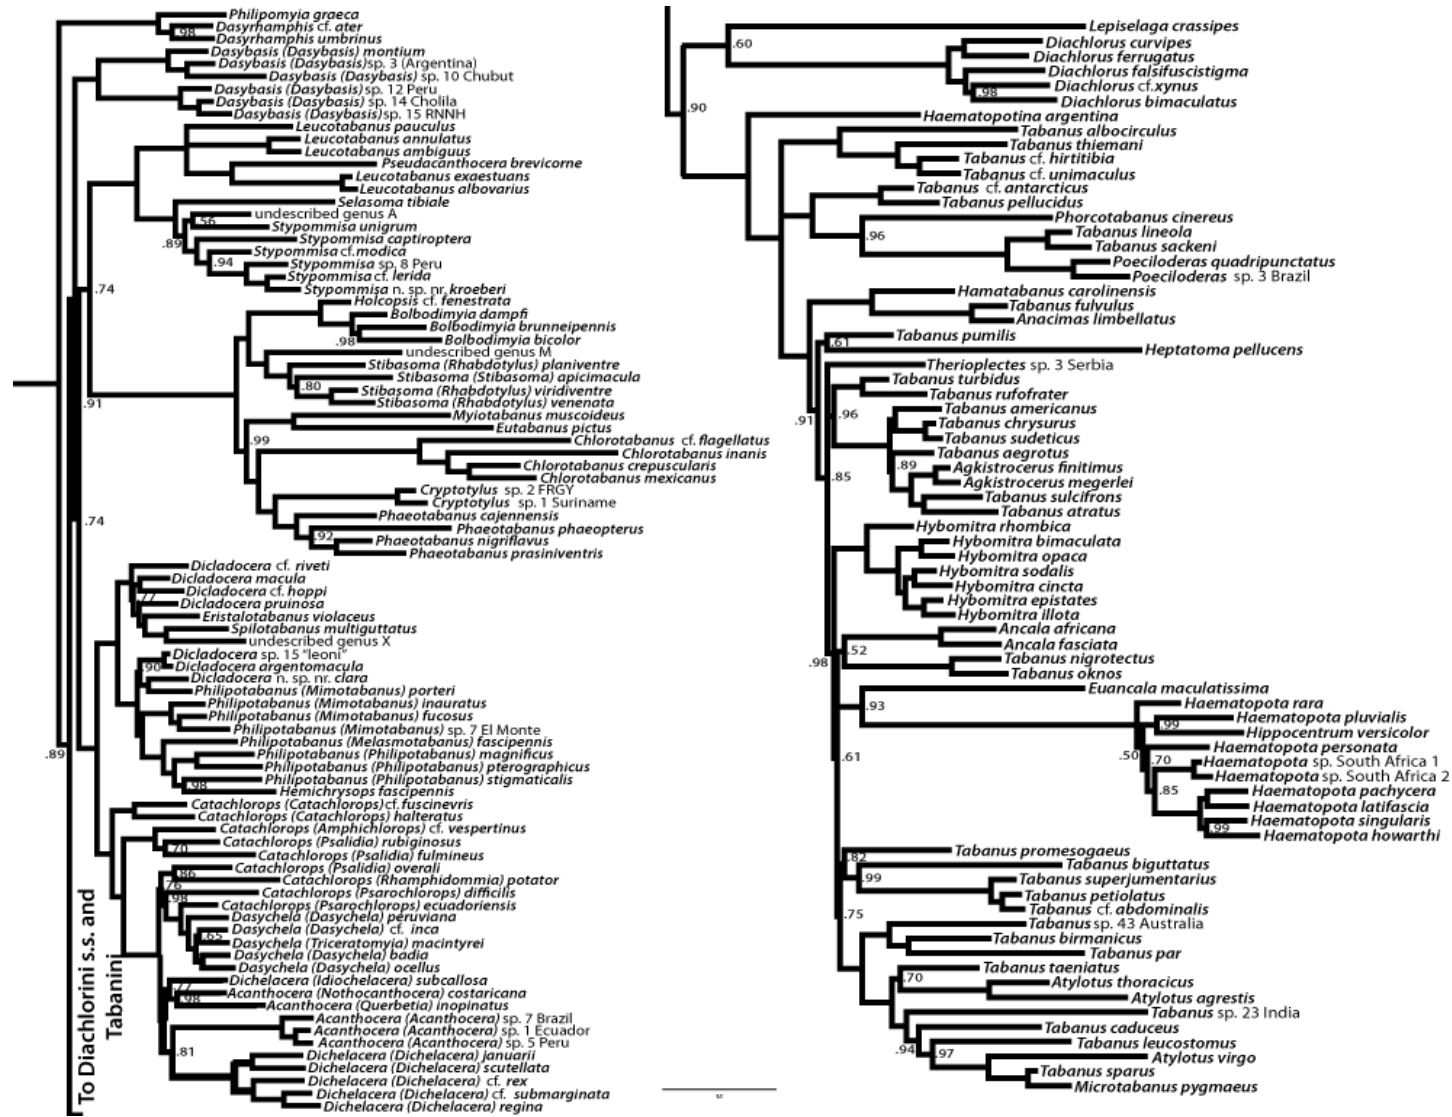 Philipomyia graeca
Dasyrhamphis cf. ater
.98
Dasyrhamphis umbrinus
Dasybasis (Dasybasis) montium
Dasybasis (Dasybasis)sp. 3 (Argentina)
Dasybasis (Dasybasis) sp. 10 Chubut
Dasybasis (Dasybasis) sp. 12 Peru
Dasybasis (Dasybasis) sp. 14 Cholila
Dasybasis (Dasybasis)sp. 15 RNNH
Leucotabanus pauculus
Leucotabanus annulatus
Leucotabanus ambiguus
Pseudacanthocera brevicorne
Leucotabanus exaestuans
Leucotabanus albovarius
Selasoma tibiale
undescribed genus A
.56
Stypommisa unigrum
.89
Stypommisa captiroptera
Stypommisa cf. modica
.94
Stypommisa sp. 8 Peru
Stypommisa cf. lerida
Stypommisa n. sp. nr. kroeberi
.74
Holcopsis cf. fenestrata
Bolbodimyia dampfi
Bolbodimyia brunneipennis
.98
Bolbodimyia bicolor
undescribed genus M
Stibasoma (Rhabdotylus) planiventre
Stibasoma (Stibasoma) apicimacula
.80
Stibasoma (Rhabdotylus) viridiventre
Stibasoma (Rhabdotylus) venenata
.91
Myiotabanus muscoideus
Eutabanus pictus
.99
Chlorotabanus cf. flagellatus
Chlorotabanus inanis
Chlorotabanus crepuscularis
Chlorotabanus mexicanus
Cryptotylus sp. 2 FRGY
Cryptotylus sp. 1 Suriname
Phaeotabanus cajennensis
.74
Phaeotabanus phaeopterus
.92
Phaeotabanus nigriflavus
Phaeotabanus prasiniventris
Dicladocera cf. riveti
Dicladocera macula
Dicladocera cf. hoppi
.77
Dicladocera pruinosa
Eristalotabanus violaceus
Spilotabanus multiguttatus
undescribed genus X
Dicladocera sp. 15 "leoni"
.90
Dicladocera argentomacula
Dicladocera n. sp. nr. clara
Philipotabanus (Mimotabanus) porteri
Philipotabanus (Mimotabanus) inauratus
Philipotabanus (Mimotabanus) fucosus
Philipotabanus (Mimotabanus) sp. 7 El Monte
Philipotabanus (Melasmotabanus) fascipennis
.89
Philipotabanus (Philipotabanus) magnificus
Philipotabanus (Philipotabanus) pterographicus
Philipotabanus (Philipotabanus) stigmaticalis
.98
Hemichrysops fascipennis
Catachlorops (Catachlorops)cf. fuscinevris
Catachlorops (Catachlorops) halteratus
Catachlorops (Amphichlorops) cf. vespertinus
Catachlorops (Psalidia) rubiginosus
.70
Catachlorops (Psalidia) fulmineus
Catachlorops (Psalidia) overali
.86
Catachlorops (Rhamphidommia) potator
.76
Catachlorops (Psarochlorops) difficilis
.98
Catachlorops (Psarochlorops) ecuadoriensis
Dasychela (Dasychela) peruviana
Dasychela (Dasychela) cf. inca
.65
Dasychela (Triceratomyia) macintyrei
Dasychela (Dasychela) badia
Dasychela (Dasychela) ocellus
Dichelacera (Idiochelacera) subcallosa
.77
Acanthocera (Nothocanthocera) costaricana
.98
Acanthocera (Querbetia) inopinatus
Acanthocera (Acanthocera) sp. 7 Brazil
Acanthocera (Acanthocera) sp. 1 Ecuador
Acanthocera (Acanthocera) sp. 5 Peru
.81
Dichelacera (Dichelacera) januarii
Dichelacera (Dichelacera) scutellata
Dichelacera (Dichelacera) cf. rex
Dichelacera (Dichelacera) cf. submarginata
Dichelacera (Dichelacera) regina
To Diachlorini s.s. and
Tabanini
Lepiselaga crassipes
.60
Diachlorus curvipes
Diachlorus ferrugatus
Diachlorus falsifuscistigma
Diachlorus cf.xynus
.98
Diachlorus bimaculatus
.90
Haematopotina argentina
Tabanus albocirculus
Tabanus thiemani
Tabanus cf. hirtitibia
Tabanus cf. unimaculus
Tabanus cf. antarcticus
Tabanus pellucidus
Phorcotabanus cinereus
.96
Tabanus lineola
Tabanus sackeni
Poeciloderas quadripunctatus
Poeciloderas sp. 3 Brazil
Hamatabanus carolinensis
Tabanus fulvulus
Anacimas limbellatus
Tabanus pumilis
.61
Heptatoma pellucens
Therioplectes sp. 3 Serbia
Tabanus turbidus
Tabanus rufofrater
.96
Tabanus americanus
.91
Tabanus chrysurus
Tabanus sudeticus
Tabanus aegrotus
.89
Agkistrocerus finitimus
.85
Agkistrocerus megerlei
Tabanus sulcifrons
Tabanus atratus
Hybomitra rhombica
Hybomitra bimaculata
Hybomitra opaca
Hybomitra sodalis
Hybomitra cincta
Hybomitra epistates
Hybomitra illota
Ancala africana
Ancala fasciata
.52
.98
Tabanus nigrotectus
Tabanus oknos
Euancala maculatissima
.93
Haematopota rara
Haematopota pluvialis
.99
Hippocentrum versicolor
Haematopota personata
.50
.61
.70
Haematopota sp. South Africa 1
Haematopota sp. South Africa 2
.85
Haematopota pachycera
Haematopota latifascia
Haematopota singularis
.99
Haematopota howarthi
Tabanus promesogaeus
.82
Tabanus biguttatus
.99
Tabanus superjumentarius
Tabanus petiolatus
Tabanus cf. abdominalis
.75
Tabanus sp. 43 Australia
Tabanus birmanicus
Tabanus par
Tabanus taeniatus
.70
Atylotus thoracicus
Atylotus agrestis
Tabanus sp. 23 India
Tabanus caduceus
Tabanus leucostomus
.94
.97
Atylotus virgo
Tabanus sparus
Microtabanus pygmaeus